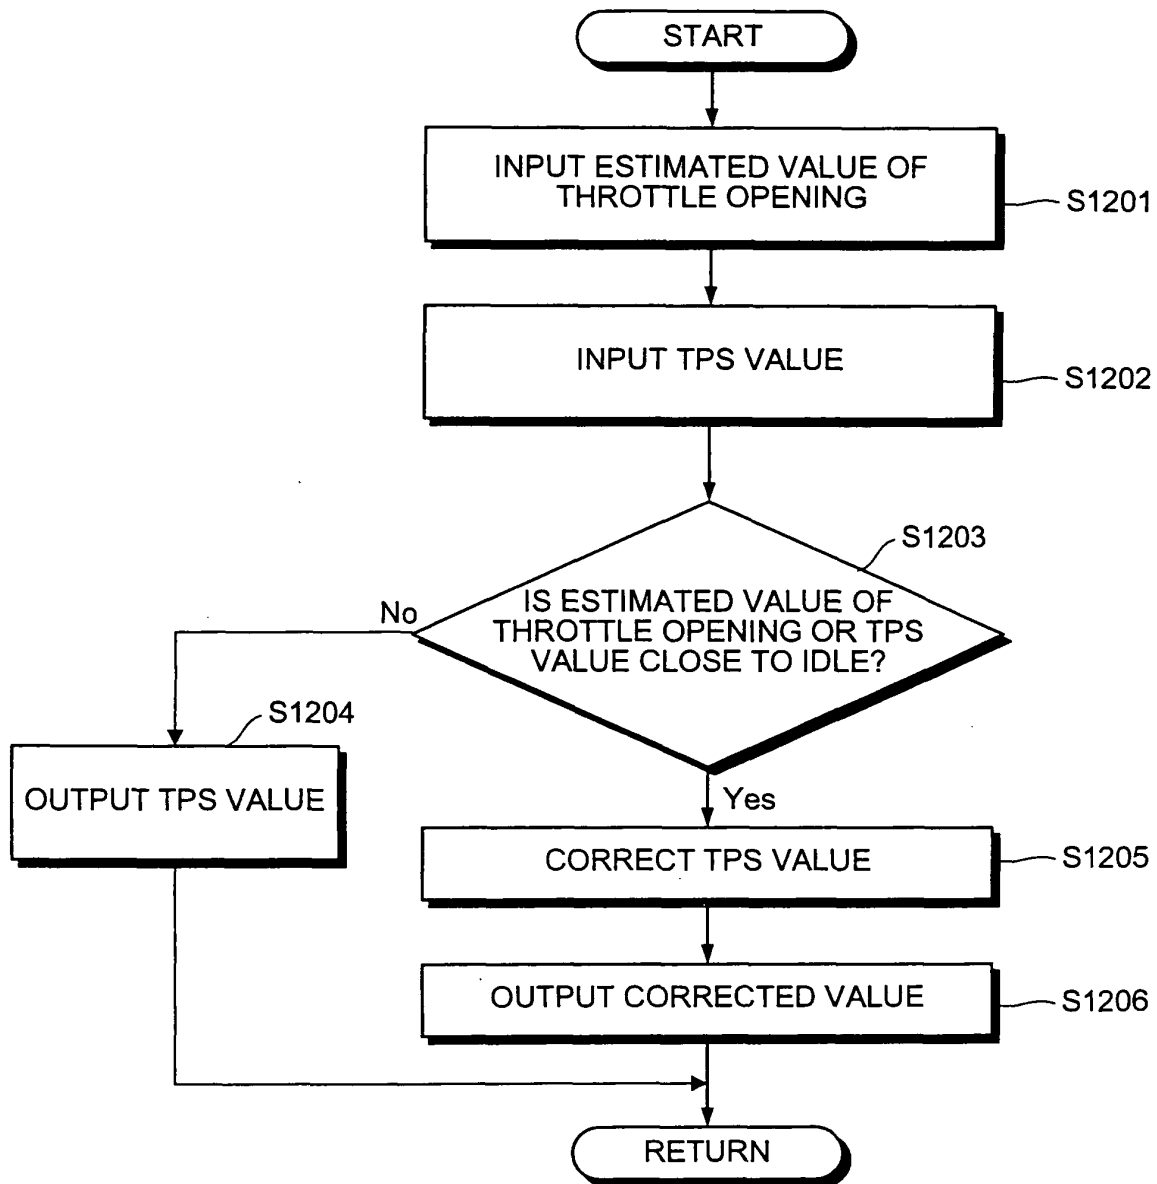 START
INPUT ESTIMATED VALUE OF
THROTTLE OPENING
S1201
INPUT TPS VALUE
S1202
S1203
IS ESTIMATED VALUE OF
THROTTLE OPENING OR TPS
VALUE CLOSE TO IDLE?
No
S1204
OUTPUT TPS VALUE
Yes
CORRECT TPS VALUE
S1205
OUTPUT CORRECTED VALUE
S1206
RETURN